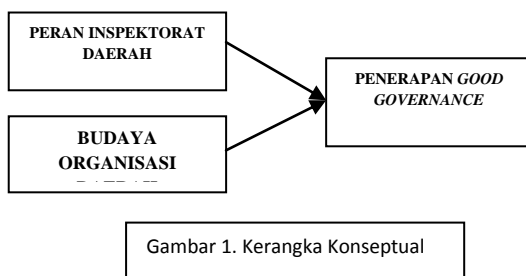 PERAN INSPEKTORAT
DAERAH
PENERAPAN GOOD
GOVERNANCE
BUDAYA
ORGANISASI
Gambar 1. Kerangka Konseptual